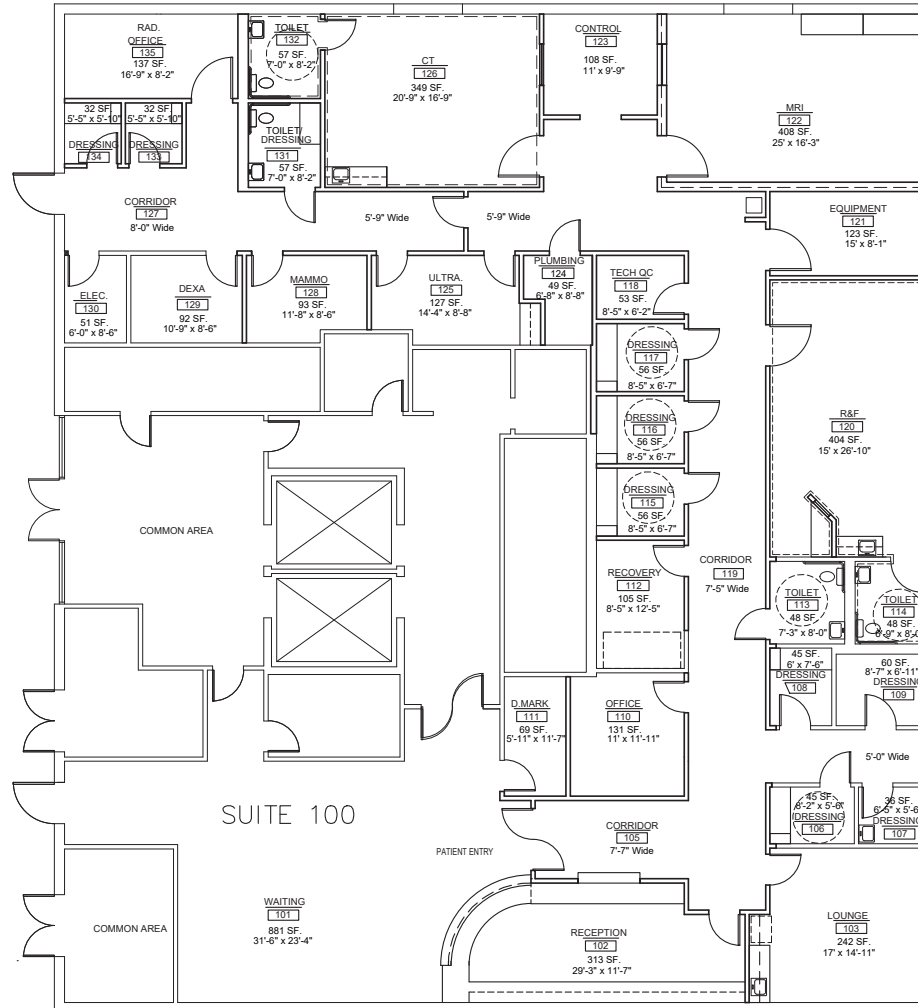 RAD.
OFFICE
135
137 SF.
16'-9" x 8'-2"
TOILET
132
57 SF.
7'-0" x 8'-2"
CT
126
349 SF.
20'-9" x 16'-9"
CONTROL
123
108 SF.
11' x 9'-9"
MRI
122
408 SF.
25' x 16'-3"
32 SF.
5'-5" x 5'-10"
DRESSING
134
32 SF.
5'-5" x 5'-10"
DRESSING
133
TOILET/
DRESSING
131
57 SF.
7'-0" x 8'-2"
CORRIDOR
127
8'-0" Wide
5'-9" Wide
5'-9" Wide
EQUIPMENT
121
123 SF.
15' x 8'-1"
ELEC.
130
51 SF.
6'-0" x 8'-6"
DEXA
129
92 SF.
10'-9" x 8'-6"
MAMMO
128
93 SF.
11'-8" x 8'-6"
ULTRA.
125
127 SF.
14'-4" x 8'-8"
PLUMBING
124
49 SF.
6'-8" x 8'-8"
TECH QC
118
53 SF.
8'-5" x 6'-2"
DRESSING
117
56 SF.
8'-5" x 6'-7"
DRESSING
116
56 SF.
8'-5" x 6'-7"
DRESSING
115
56 SF.
8'-5" x 6'-7"
R&F
120
404 SF.
15' x 26'-10"
COMMON AREA
CORRIDOR
119
7'-5" Wide
RECOVERY
112
105 SF.
8'-5" x 12'-5"
TOILET
113
48 SF.
7'-3" x 8'-0"
TOILET
114
48 SF.
6'-9" x 8'-0
45 SF.
6' x 7'-6"
DRESSING
108
60 SF.
8'-7" x 6'-11"
DRESSING
109
D.MARK
111
69 SF.
5'-11" x 11'-7"
OFFICE
110
131 SF.
11' x 11'-11"
5'-0" Wide
SUITE 100
45 SF.
8'-2" x 5'-6"
DRESSING
106
36 SF.
6'-5" x 5'-6
DRESSING
107
CORRIDOR
105
7'-7" Wide
PATIENT ENTRY
WAITING
101
881 SF.
31'-6" x 23'-4"
COMMON AREA
RECEPTION
102
313 SF.
29'-3" x 11'-7"
LOUNGE
103
242 SF.
17' x 14'-11"